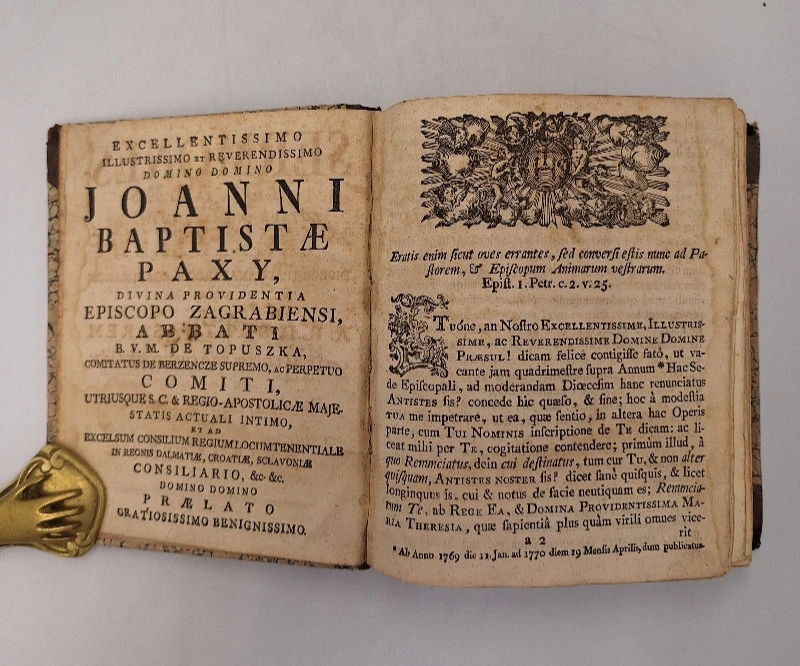 EXCELLENTISSIMO
ILLUSTRISSIMO ET REVERENDISSIMO
DOMINO DOMINO
JOANNI
BAPTISTÆ
PAXY,
DIVINA PROVIDENTIA
EPISCOPO ZAGRABIENSI,
ABBATI
B. V. M. DE TOPUSZKA,
COMITATUS DE BERZENCZE SUPREMO, AC PERPETUO
COMITI,
UTRIUSQUE S. C. & REGIO-APOSTOLICÆ MAJE-
STATIS ACTUALI INTIMO,
ET AD
EXCELSUM CONSILIUM REGIUM LOCUMTENENTIALE
IN REGNIS DALMATIÆ, CROATIÆ, SCLAVONIÆ
CONSILIARIO, &c. &c.
DOMINO DOMINO
PRÆLATO
GRATIOSISSIMO BENIGNISSIMO.
Eratis enim ſicut oves errantes, ſed converſi eſtis nunc ad Pa-
ſtorem, & Epiſcopum Animarum veſtrarum.
Epiſt. 1. Petr. c. 2. v. 25.
ETuóne, an Noſtro EXCELLENTISSIME, ILLUSTRIS-
SIME, ac REVERENDISSIME DOMINE DOMINE
PRÆSUL! dicam felice contigiſſe fatô, ut va-
cante jam quadrimeſtre ſupra Annum * Hac Se-
de Epiſcopali, ad moderandam Diœceſim hanc renunciatus
ANTISTES ſis? concede hic quæſo, & ſine; hoc â modeſtia
TUA me impetrare, ut ea, quæ ſentio, in altera hac Operis
parte, cum TUI NOMINIS inſcriptione de TE dicam: ac li-
ceat mihi per TE, cogitatione contendere; primùm illud, à
quo Renunciatus, dein cui deſtinatus, tum cur TU, & non alter
quiſquam, ANTISTES NOSTER ſis? dicet ſanè quiſquis, & licet
longinquus is, cui & notus de facie neutiquam es; Renuncia-
tum Te, ab REGE EA, & DOMINA PROVIDENTISSIMA MA-
RIA THERESIA, quæ ſapientiâ plus quàm virili omnes vice-
rit
a 2
* Ab Anno 1769 die 11. Jan. ad 1770 diem 19 Menſis Aprilis, dum publicatus.